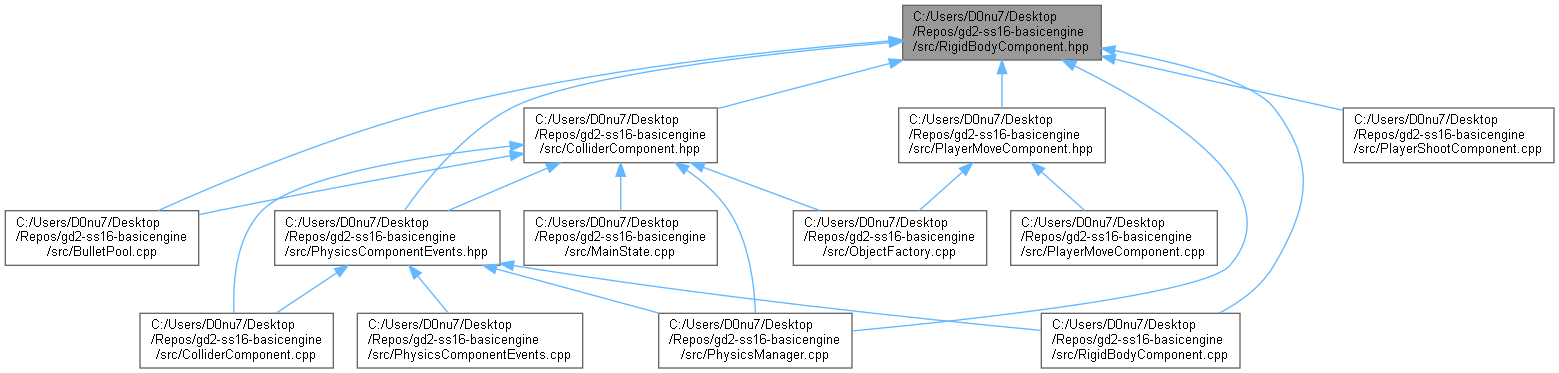 C:/Users/D0nu7/Desktop
/Repos/gd2-ss16-basicengine
/src/RigidBodyComponent.hpp
C:/Users/D0nu7/Desktop
/Repos/gd2-ss16-basicengine
/src/ColliderComponent.hpp
C:/Users/D0nu7/Desktop
/Repos/gd2-ss16-basicengine
/src/PlayerMoveComponent.hpp
C:/Users/D0nu7/Desktop
/Repos/gd2-ss16-basicengine
/src/PlayerShootComponent.cpp
C:/Users/D0nu7/Desktop
/Repos/gd2-ss16-basicengine
/src/BulletPool.cpp
C:/Users/D0nu7/Desktop
/Repos/gd2-ss16-basicengine
/src/PhysicsComponentEvents.hpp
C:/Users/D0nu7/Desktop
/Repos/gd2-ss16-basicengine
/src/MainState.cpp
C:/Users/D0nu7/Desktop
/Repos/gd2-ss16-basicengine
/src/ObjectFactory.cpp
C:/Users/D0nu7/Desktop
/Repos/gd2-ss16-basicengine
/src/PlayerMoveComponent.cpp
C:/Users/D0nu7/Desktop
/Repos/gd2-ss16-basicengine
/src/ColliderComponent.cpp
C:/Users/D0nu7/Desktop
/Repos/gd2-ss16-basicengine
/src/PhysicsComponentEvents.cpp
C:/Users/D0nu7/Desktop
/Repos/gd2-ss16-basicengine
/src/PhysicsManager.cpp
C:/Users/D0nu7/Desktop
/Repos/gd2-ss16-basicengine
/src/RigidBodyComponent.cpp